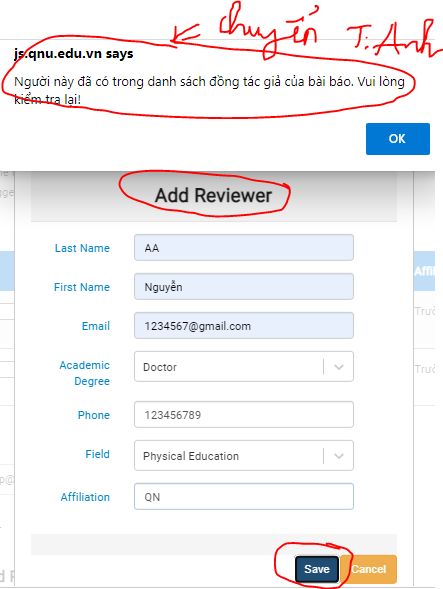 chuyển T.Anh
js.qnu.edu.vn says
Người này đã có trong danh sách đồng tác giả của bài báo. Vui lòng
kiểm tra lại!
OK
Add Reviewer
Affili
Last Name AA
First Name Nguyễn
Trườ
Email 1234567@gmail.com
Academic Degree Doctor
Trườ
Phone 123456789
Field Physical Education
Affiliation QN
Save Cancel